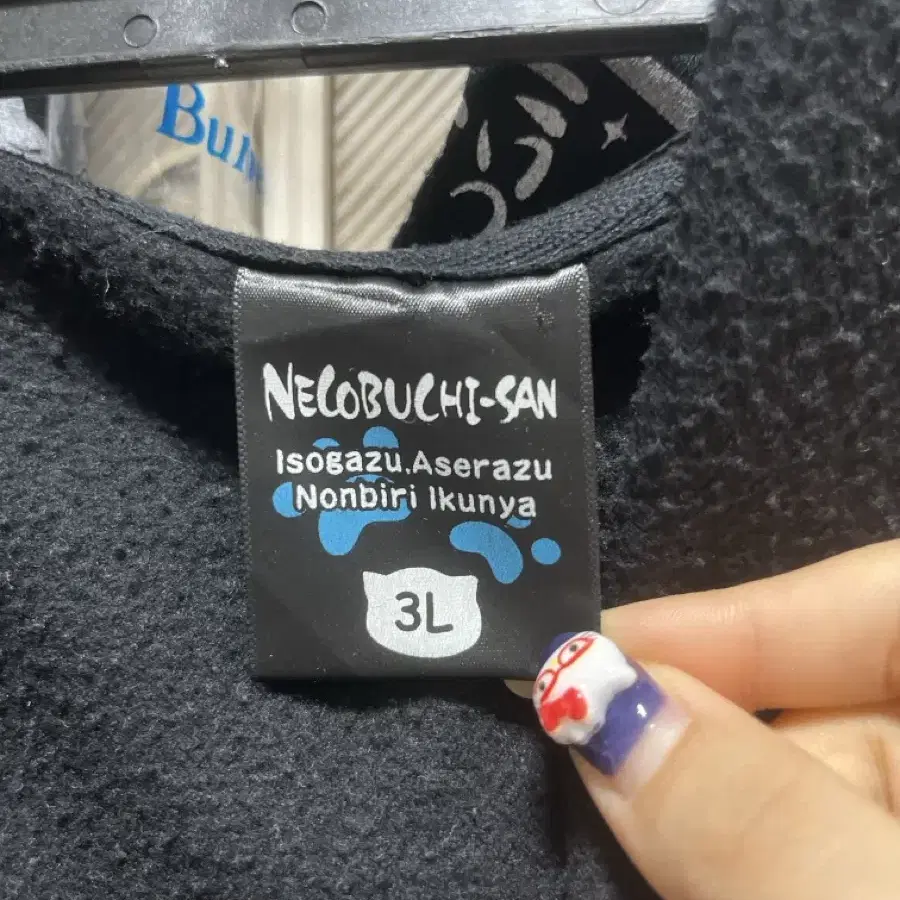 NECOBUCHI-SAN
Isogazu.Aserazu
Nonbiri Ikunya
3L